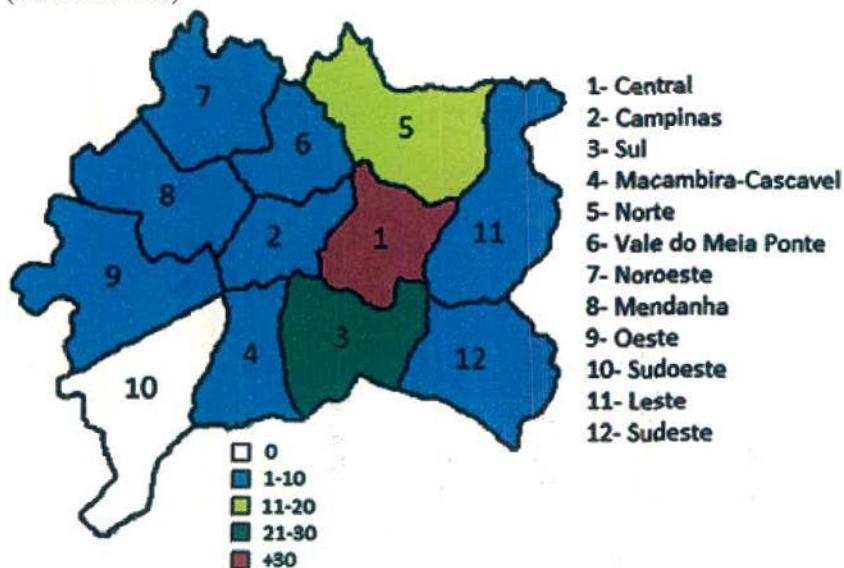 7
5
6
8
2
1
11
9
3
4
12
10
1- Central
2- Campinas
3- Sul
4- Macambira-Cascavel
5- Norte
6- Vale do Meia Ponte
7- Noroeste
8- Mendanha
9- Oeste
10- Sudoeste
11- Leste
12- Sudeste
0
1-10
11-20
21-30
+30